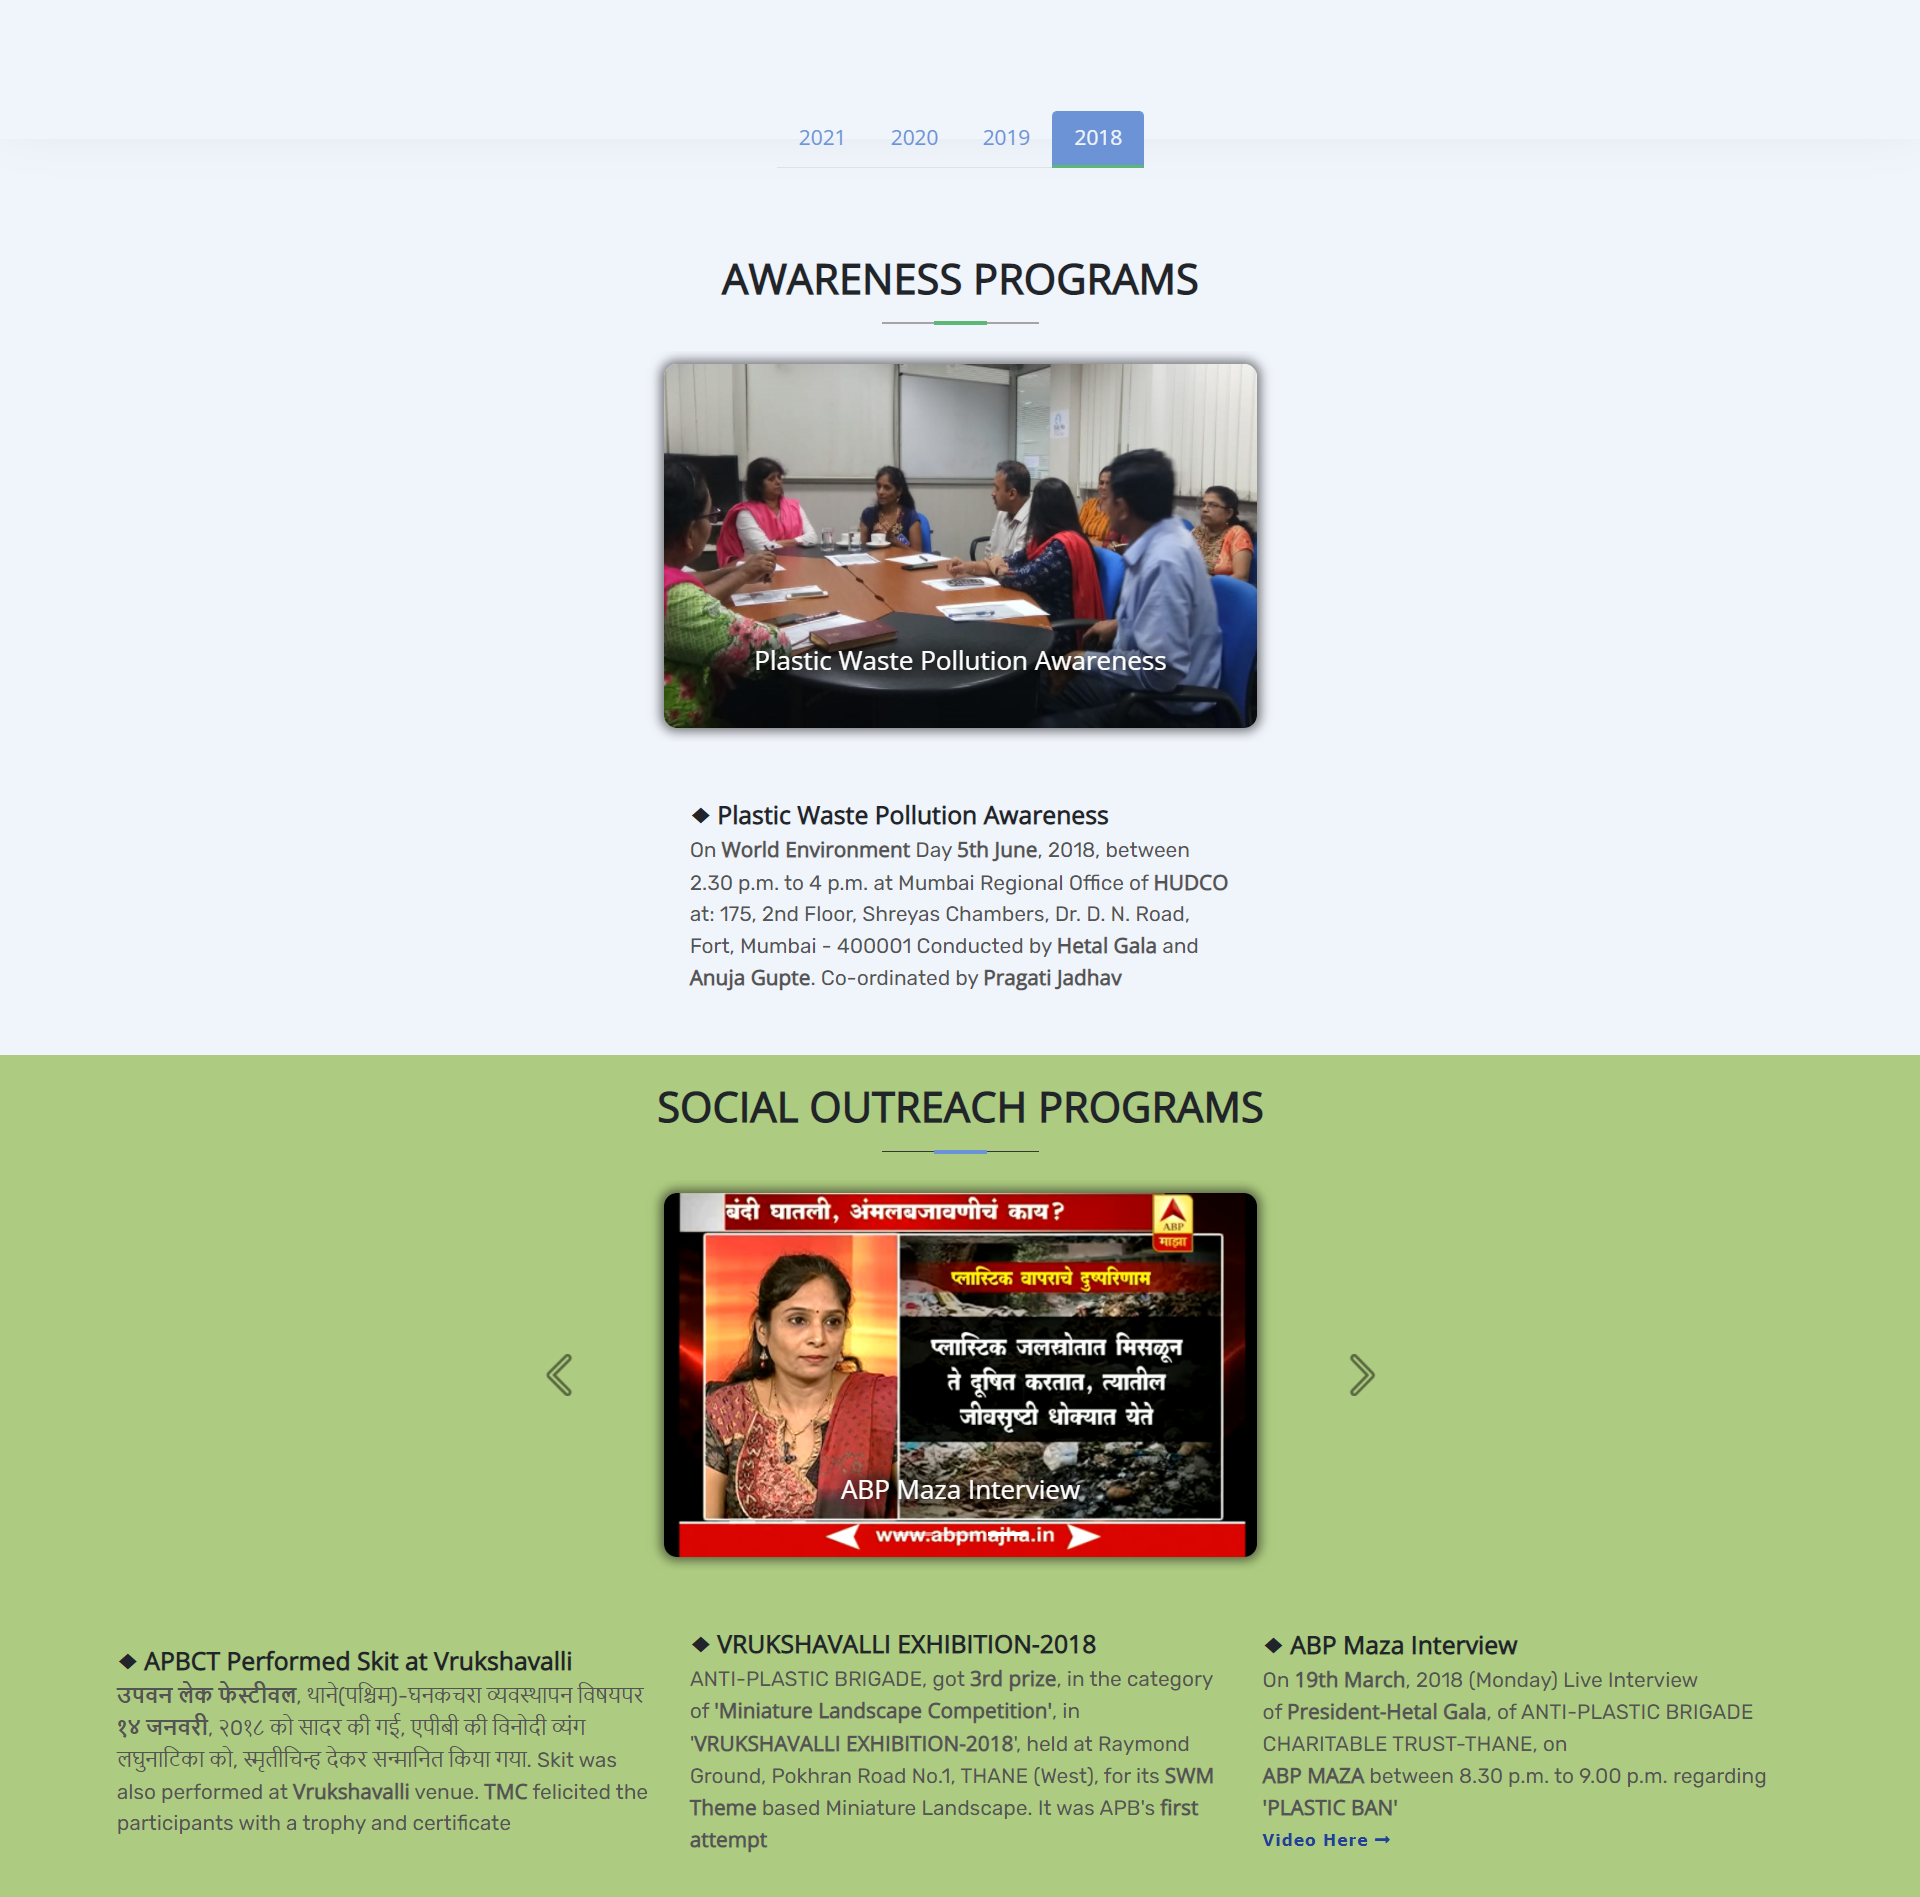 2021 2020 2019 2018
AWARENESS PROGRAMS
Plastic Waste Pollution Awareness
❖ Plastic Waste Pollution Awareness
On World Environment Day 5th June, 2018, between
2.30 p.m. to 4 p.m. at Mumbai Regional Office of HUDCO
at: 175, 2nd Floor, Shreyas Chambers, Dr. D. N. Road,
Fort, Mumbai - 400001 Conducted by Hetal Gala and
Anuja Gupte. Co-ordinated by Pragati Jadhav
SOCIAL OUTREACH PROGRAMS
बंदी घातली, अंमलबजावणीचं काय?
ABP
माझा
प्लास्टिक वापराचे दुष्परिणाम
प्लास्टिक जलस्रोतात मिसळून
ते दूषित करतात, त्यातील
जीवसृष्टी धोक्यात येते
ABP Maza Interview
www.abpmajha.in
❖ APBCT Performed Skit at Vrukshavalli
उपवन लेक फेस्टीवल, थाने(पश्चिम)-घनकचरा व्यवस्थापन विषयपर
१४ जनवरी, २०१८ को सादर की गई, एपीबी की विनोदी व्यंग
लघुनाटिका को, स्मृतीचिन्ह देकर सन्मानित किया गया. Skit was
also performed at Vrukshavalli venue. TMC felicited the
participants with a trophy and certificate
❖ VRUKSHAVALLI EXHIBITION-2018
ANTI-PLASTIC BRIGADE, got 3rd prize, in the category
of 'Miniature Landscape Competition', in
'VRUKSHAVALLI EXHIBITION-2018', held at Raymond
Ground, Pokhran Road No.1, THANE (West), for its SWM
Theme based Miniature Landscape. It was APB's first
attempt
❖ ABP Maza Interview
On 19th March, 2018 (Monday) Live Interview
of President-Hetal Gala, of ANTI-PLASTIC BRIGADE
CHARITABLE TRUST-THANE, on
ABP MAZA between 8.30 p.m. to 9.00 p.m. regarding
'PLASTIC BAN'
Video Here ➞